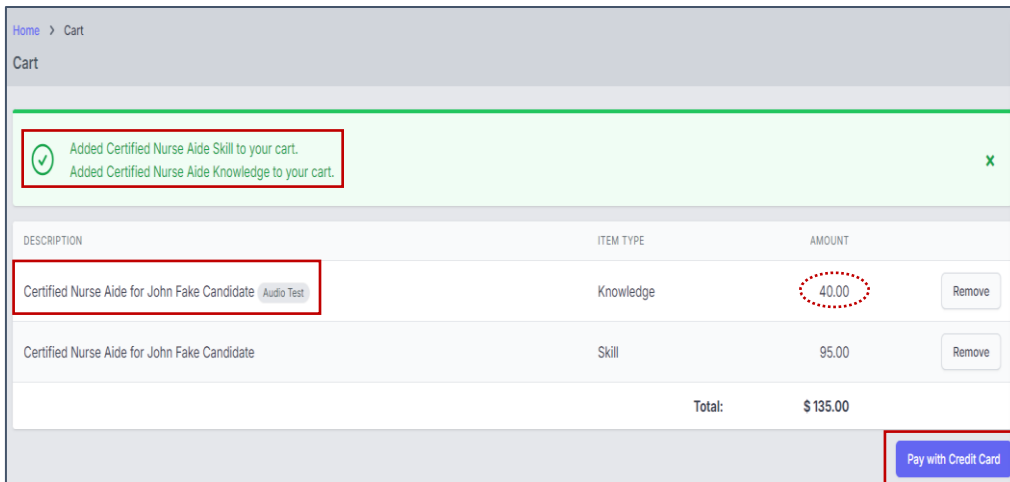 Home > Cart
Cart
Added Certified Nurse Aide Skill to your cart.
Added Certified Nurse Aide Knowledge to your cart.
x
DESCRIPTION ITEM TYPE AMOUNT
Certified Nurse Aide for John Fake Candidate Audio Test Knowledge 40.00 Remove
Certified Nurse Aide for John Fake Candidate Skill 95.00 Remove
Total: $ 135.00
Pay with Credit Card